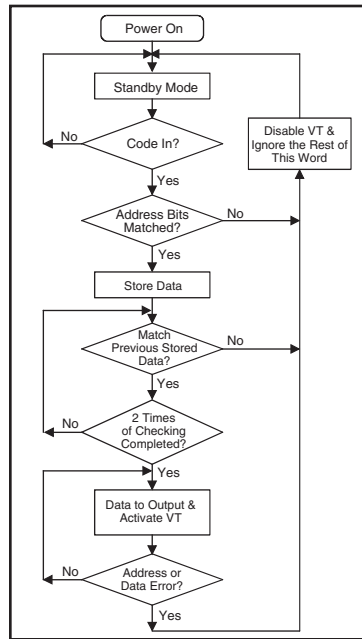 Power On
Standby Mode
No
Code In?
Disable VT &
Ignore the Rest of
This Word
Yes
Address Bits
Matched?
No
Yes
Store Data
Match
Previous Stored
Data?
No
Yes
2 Times
of Checking
Completed?
No
Yes
Data to Output &
Activate VT
No
Address or
Data Error?
Yes